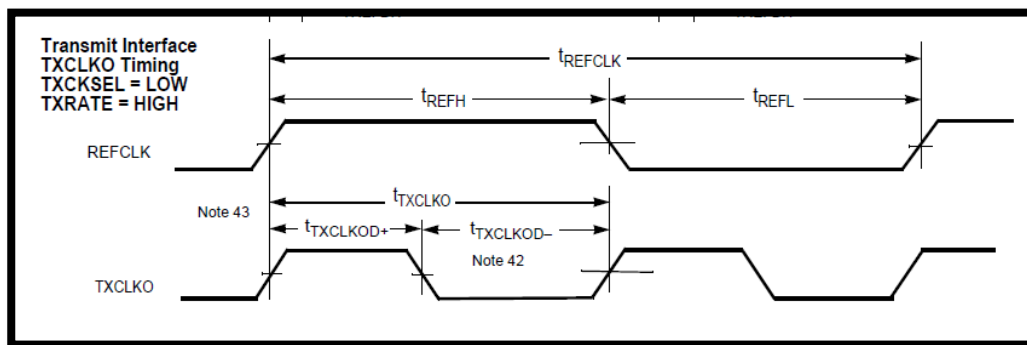 Transmit Interface
TXCLKO Timing
TXCKSEL = LOW
TXRATE = HIGH
tREFCLK
tREFH
tREFL
REFCLK
tTXCLKO
Note 43
tTXCLKOD+
tTXCLKOD–
Note 42
TXCLKO